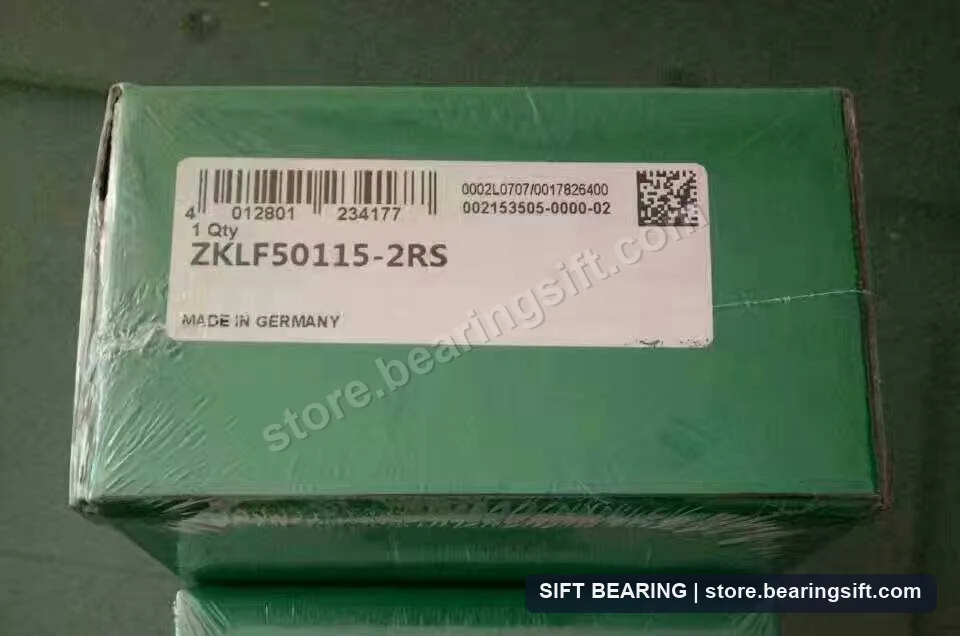 4 012801 234177
0002L0707/0017826400
002153505-0000-02
1 Qty
ZKLF50115-2RS
MADE IN GERMANY
store.bearingsift.com
SIFT BEARING | store.bearingsift.com